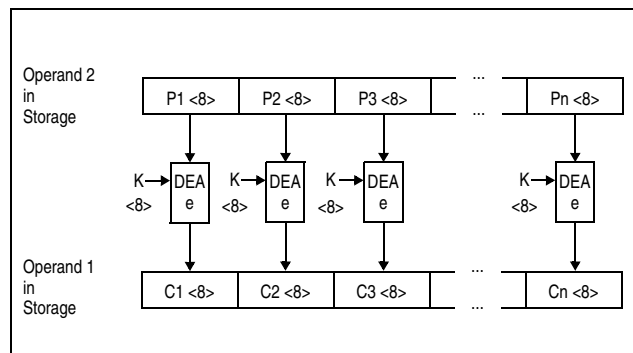 Operand 2
in
Storage
P1 <8> P2 <8> P3 <8> ... ... Pn <8>
K <8> DEA e K <8> DEA e K <8> DEA e K <8> DEA e
Operand 1
in
Storage
C1 <8> C2 <8> C3 <8> ... ... Cn <8>